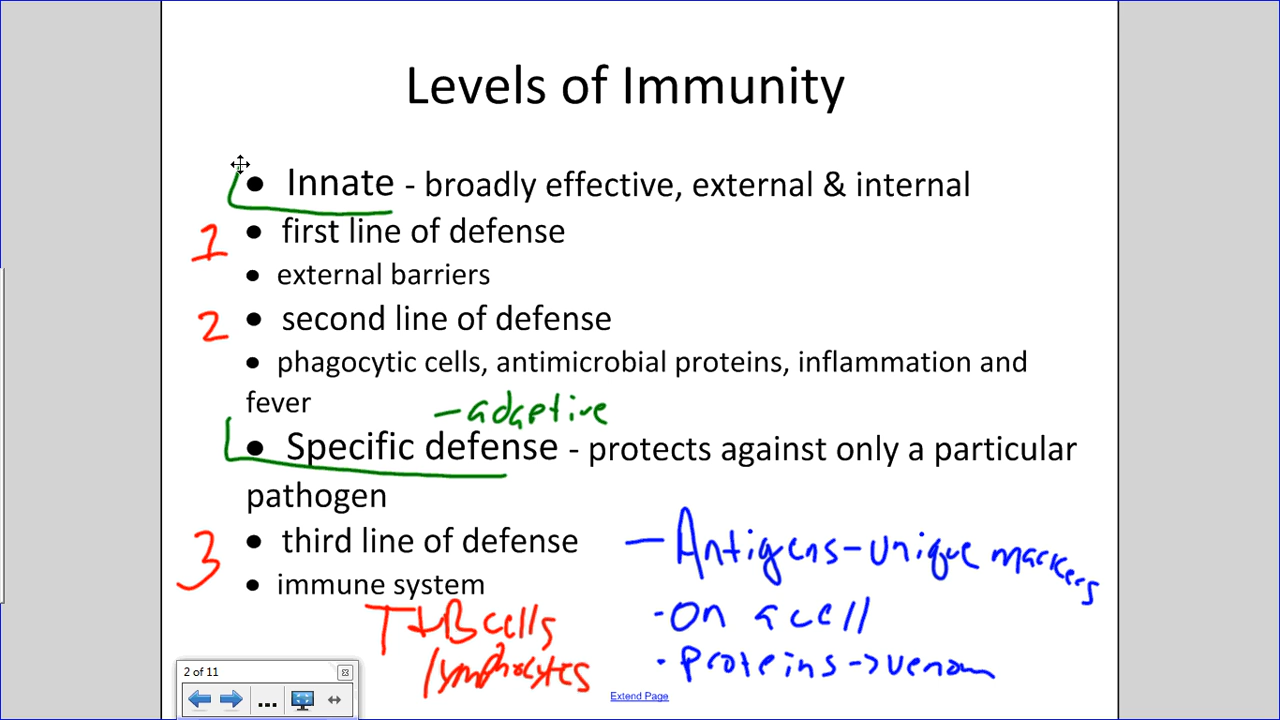 Levels of Immunity
• Innate - broadly effective, external & internal
1 • first line of defense
• external barriers
2 • second line of defense
• phagocytic cells, antimicrobial proteins, inflammation and
fever
- adaptive
• Specific defense - protects against only a particular
pathogen
3 • third line of defense
• immune system
- Antigens - unique markers
T + B cells
lymphocytes
· On a cell
· Proteins -> venom
2 of 11
...
Extend Page